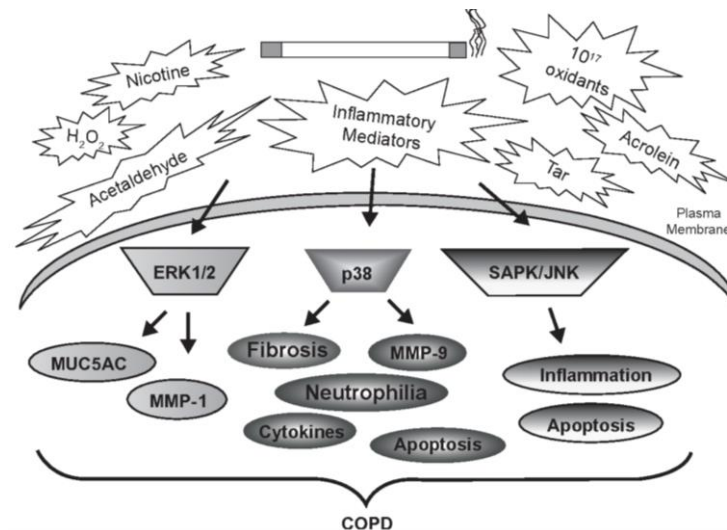 Nicotine
10¹⁷
oxidants
H₂O₂
Inflammatory
Mediators
Acrolein
Acetaldehyde
Tar
Plasma
Membrane
ERK1/2
p38
SAPK/JNK
MUC5AC
MMP-1
Fibrosis
MMP-9
Neutrophilia
Cytokines
Apoptosis
Inflammation
Apoptosis
COPD